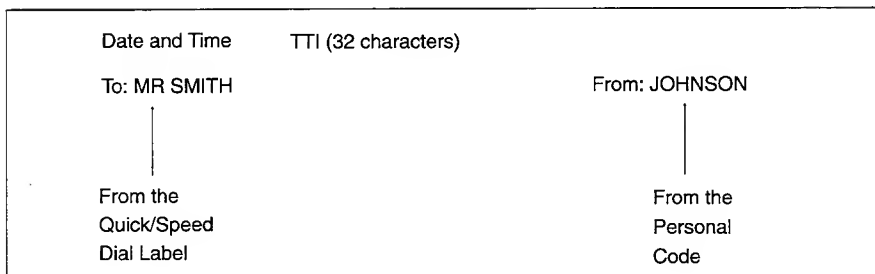 Date and Time TTI (32 characters)
To: MR SMITH From: JOHNSON
From the
Quick/Speed
Dial Label
From the
Personal
Code